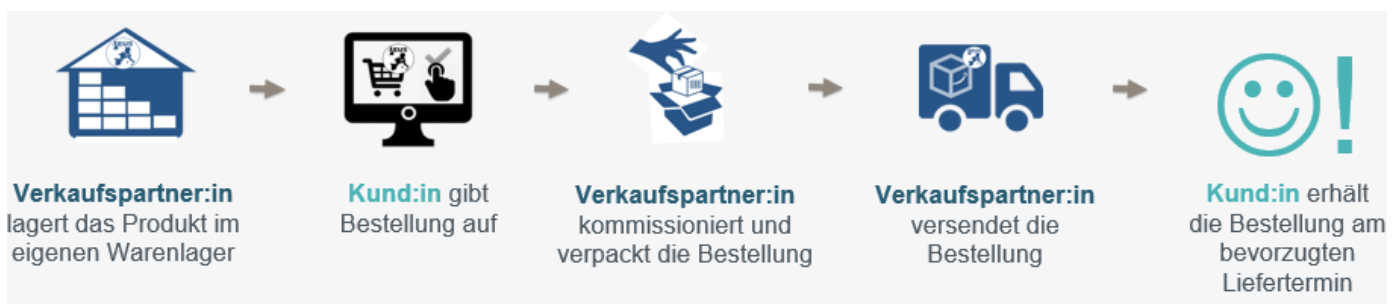 Verkaufspartner:in
lagert das Produkt im
eigenen Warenlager
Kund:in gibt
Bestellung auf
Verkaufspartner:in
kommissioniert und
verpackt die Bestellung
Verkaufspartner:in
versendet die
Bestellung
Kund:in erhält
die Bestellung am
bevorzugten
Liefertermin